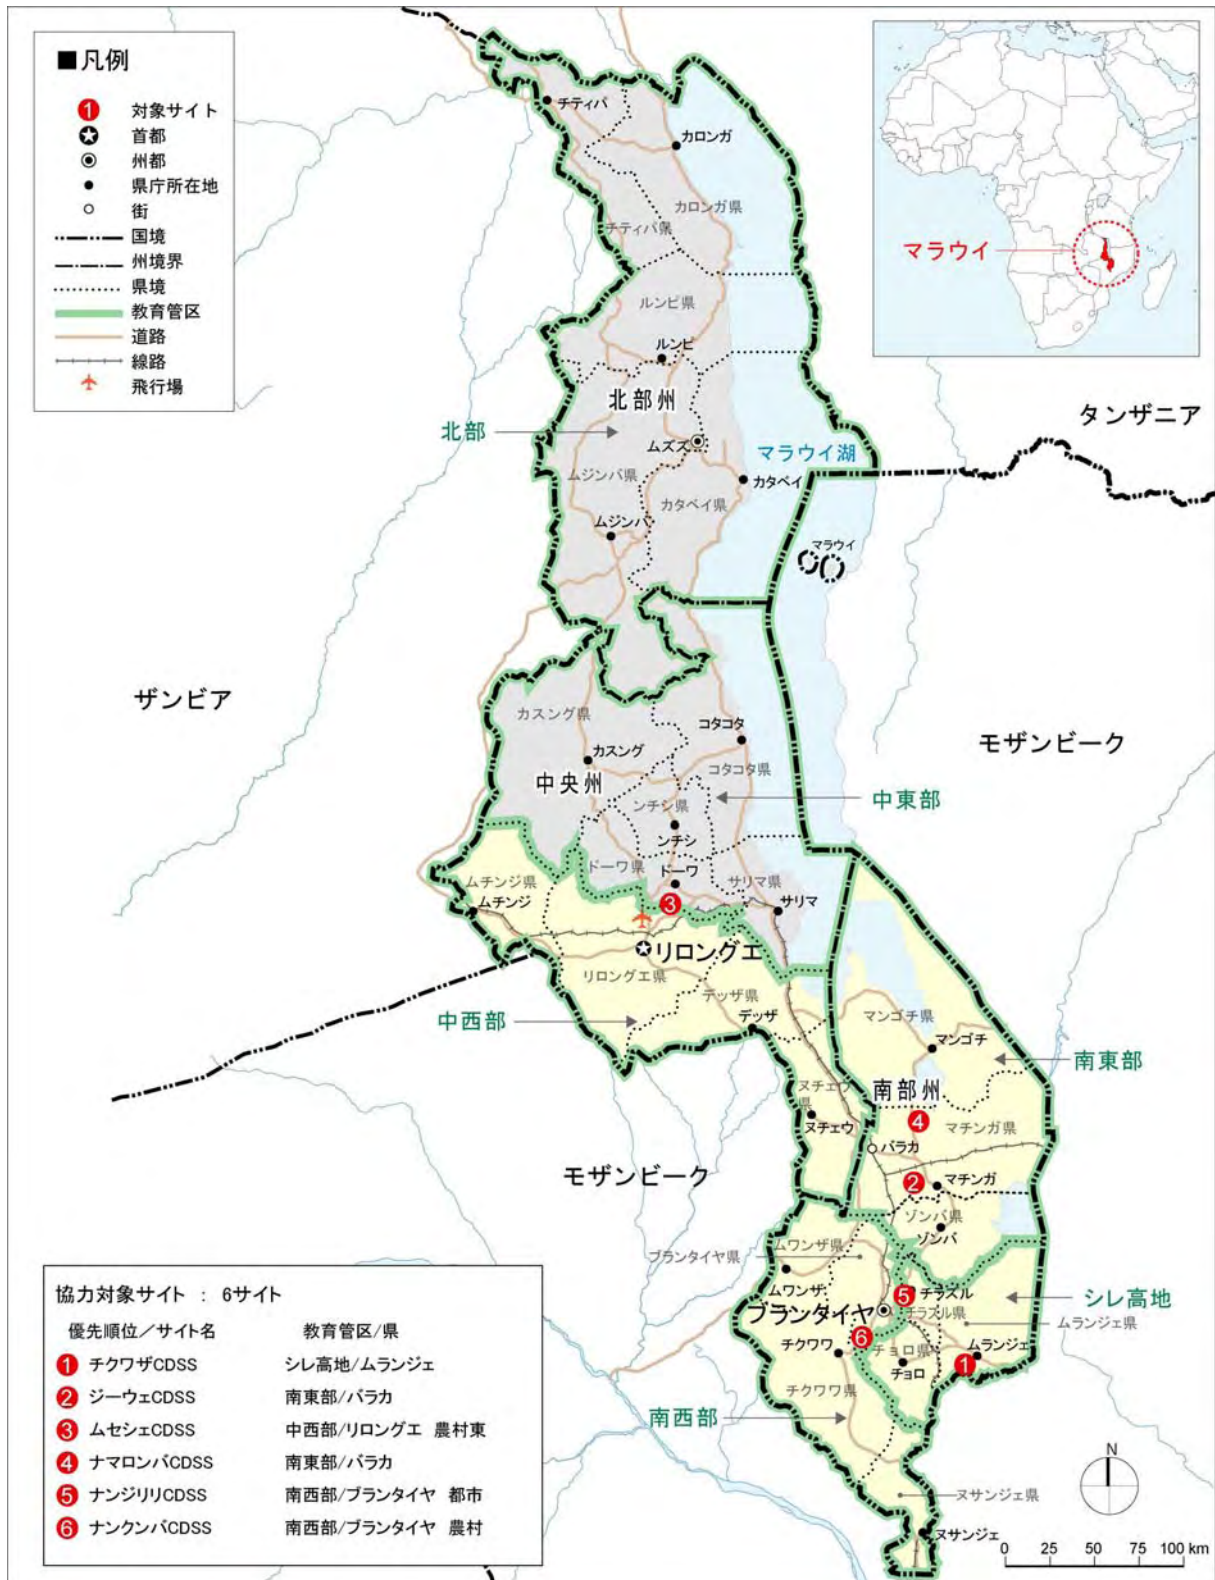 ■凡例
1 対象サイト
首都
州都
県庁所在地
街
国境
州境界
県境
教育管区
道路
線路
飛行場
マラウイ
チティパ
カロンガ
カロンガ県
チティパ県
ルンピ県
ルンピ
北部州
北部
ムズズ
マラウイ湖
タンザニア
ムジンバ県
カタベイ
カタベイ県
ムジンバ
マラウイ
ザンビア
カスング県
コタコタ
モザンビーク
カスング
コタコタ県
中央州
中東部
ンチシ県
ンチシ
ドーワ県
ドーワ
サリマ県
ムチンジ県
ムチンジ
3
サリマ
リロングエ
リロングエ県
デッザ県
中西部
デッザ
マンゴチ県
マンゴチ
南東部
ヌチェウ県
南部州
ヌチェウ
4
マチンガ県
バラカ
モザンビーク
2
マチンガ
ゾンバ県
ゾンバ
ムワンザ県
ブランタイヤ県
ムワンザ
5
チラズル
シレ高地
ブランタイヤ
チラズル県
ムランジェ県
6
チクワワ
チョロ県
ムランジェ
チョロ
1
チクワワ県
南西部
ヌサンジェ県
ヌサンジェ
N
0 25 50 75 100 km
協力対象サイト : 6サイト
優先順位/サイト名 教育管区/県
1 チクワザCDSS シレ高地/ムランジェ
2 ジーウェCDSS 南東部/バラカ
3 ムセシェCDSS 中西部/リロングエ 農村東
4 ナマロンバCDSS 南東部/バラカ
5 ナンジリリCDSS 南西部/ブランタイヤ 都市
6 ナンクンバCDSS 南西部/ブランタイヤ 農村